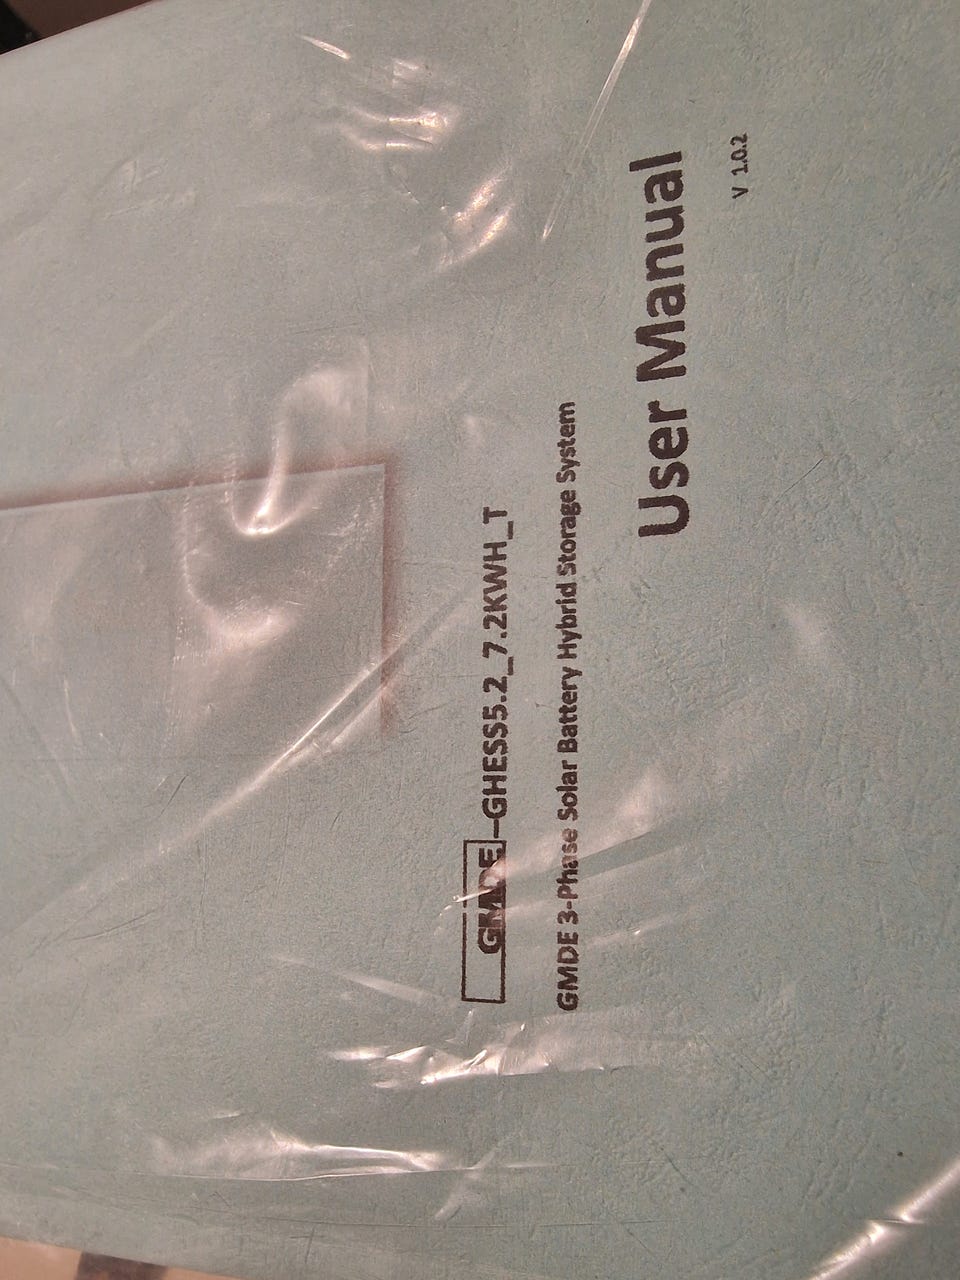 GMDE–GHESS5.2_7.2KWH_T
GMDE 3-Phase Solar Battery Hybrid Storage System
User Manual
V 1.0.2